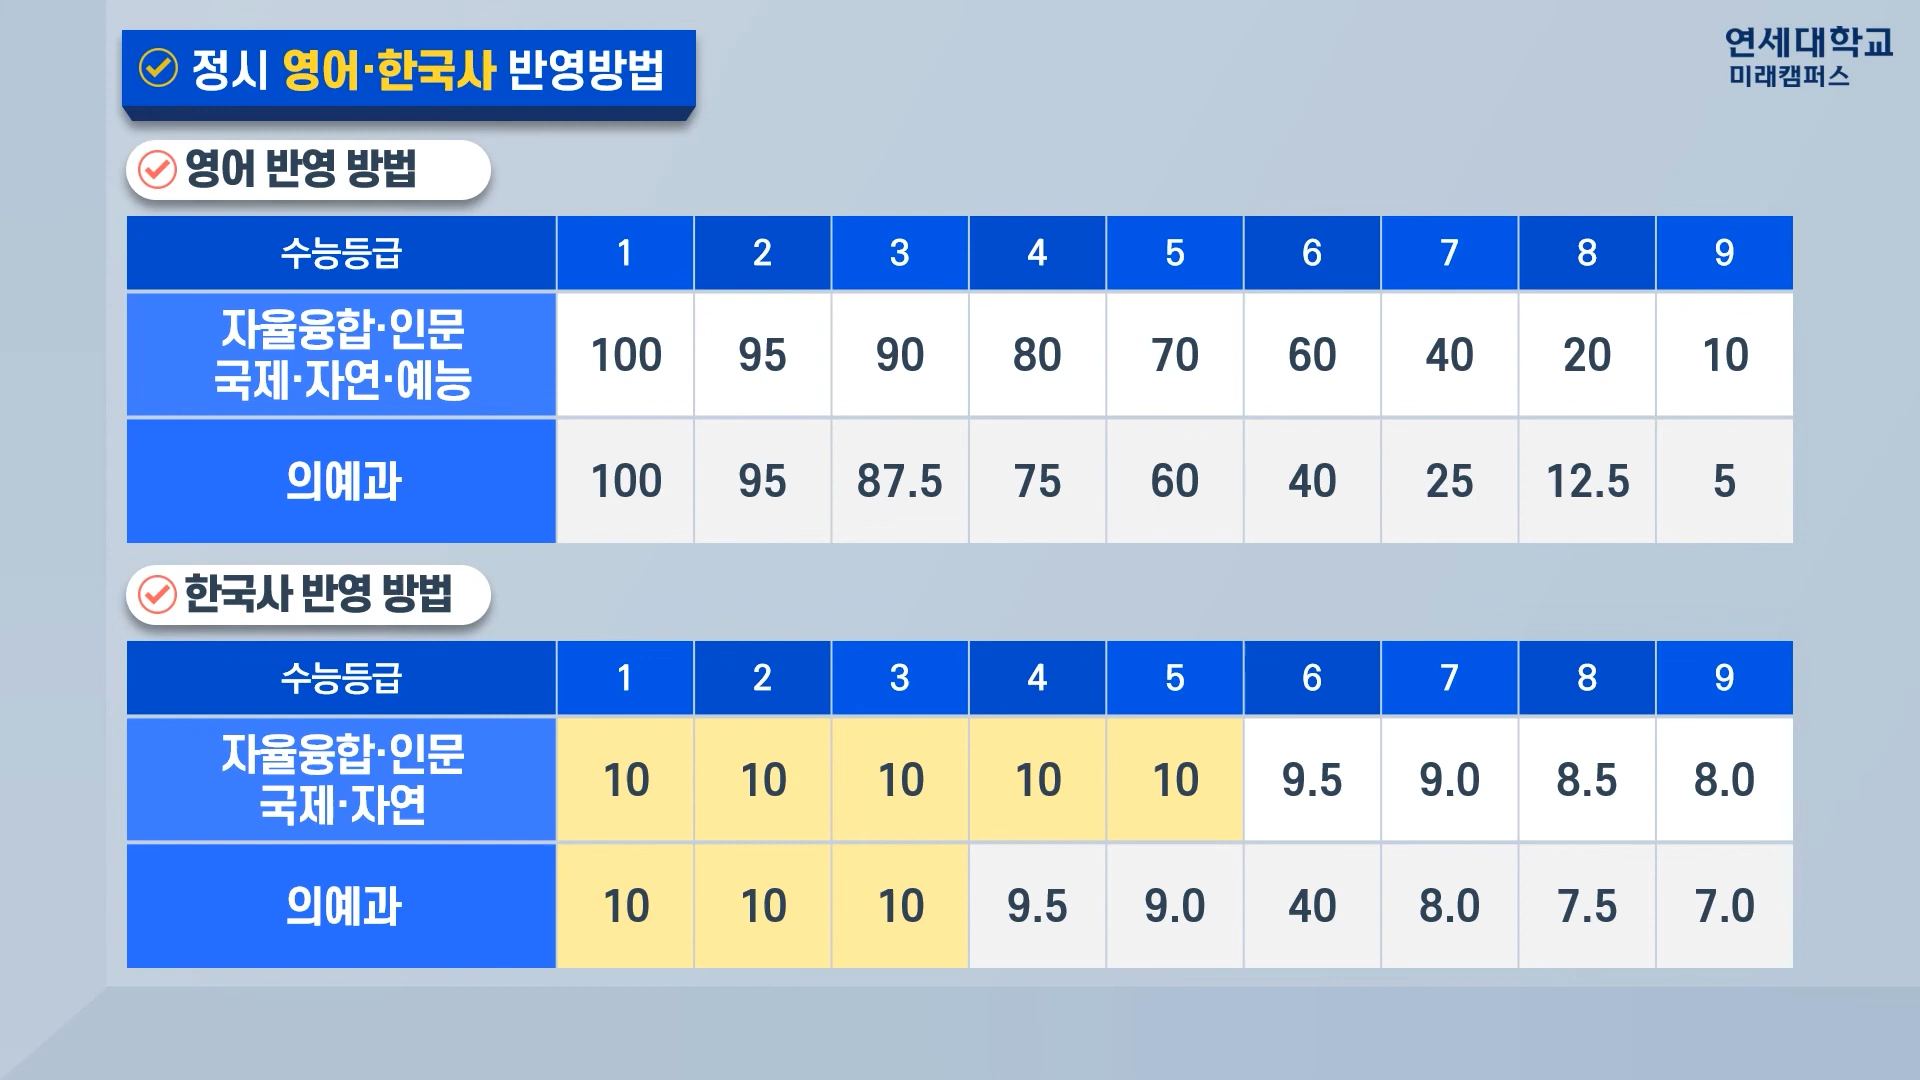 정시 영어·한국사 반영방법
연세대학교
미래캠퍼스
영어 반영 방법
수능등급 1 2 3 4 5 6 7 8 9
자율융합·인문
국제·자연·예능 100 95 90 80 70 60 40 20 10
의예과 100 95 87.5 75 60 40 25 12.5 5
한국사 반영 방법
수능등급 1 2 3 4 5 6 7 8 9
자율융합·인문
국제·자연 10 10 10 10 10 9.5 9.0 8.5 8.0
의예과 10 10 10 9.5 9.0 40 8.0 7.5 7.0